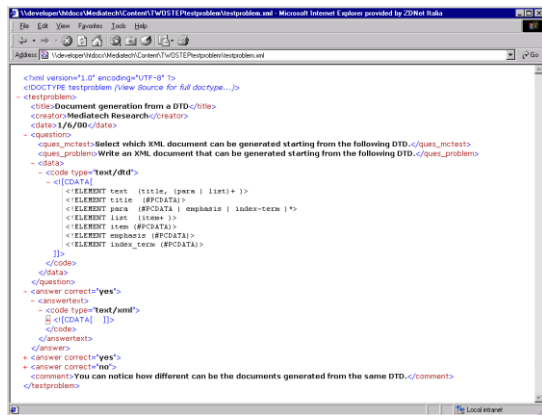 \\developer\htdocs\Mediatech\Content\TWOSTEP\testproblem\testproblem.xml - Microsoft Internet Explorer provided by ZDNet Italia
File Edit View Favorites Tools Help
Address \\developer\htdocs\Mediatech\Content\TWOSTEP\testproblem\testproblem.xml Go
<?xml version="1.0" encoding="UTF-8" ?>
<!DOCTYPE testproblem (View Source for full doctype...)>
- <testproblem>
<title>Document generation from a DTD</title>
<creator>Mediatech Research</creator>
<date>1/6/00</date>
- <question>
<ques_mctest>Select which XML document can be generated starting from the following DTD.</ques_mctest>
<ques_problem>Write an XML document that can be generated starting from the following DTD.</ques_problem>
- <data>
- <code type="text/dtd">
- <![CDATA[
<!ELEMENT text (title, (para | list)+ )>
<!ELEMENT title (#PCDATA)>
<!ELEMENT para (#PCDATA | emphasis | index-term |*)>
<!ELEMENT list (item+ )>
<!ELEMENT item (#PCDATA)>
<!ELEMENT emphasis (#PCDATA)>
<!ELEMENT index_term (#PCDATA)>
]]>
</code>
</data>
</question>
- <answer correct="yes">
- <answertext>
- <code type="text/xml">
<![CDATA[ ]]>
</code>
</answertext>
</answer>
+ <answer correct="yes">
+ <answer correct="no">
<comment>You can notice how different can be the documents generated from the same DTD.</comment>
</testproblem>
Local intranet